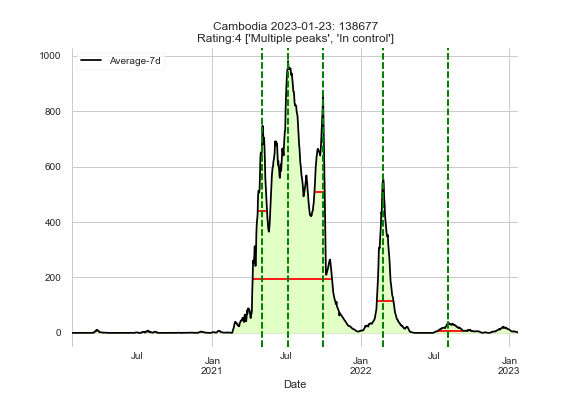 Cambodia 2023-01-23: 138677
Rating:4 ['Multiple peaks', 'In control']
Average-7d
1000
800
600
400
200
0
Jul
Jan
2021
Jul
Jan
2022
Jul
Jan
2023
Date